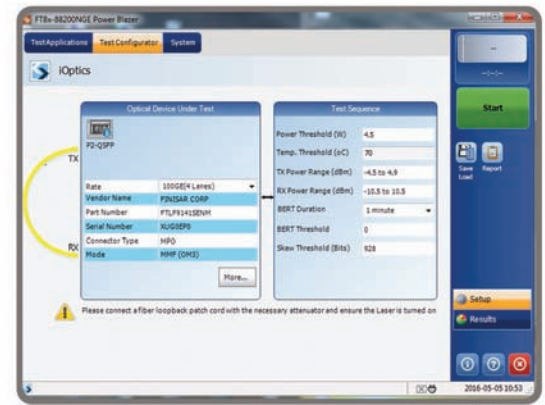 FTBx-88200NGE Power Blazer
Test Applications Test Configurator System
iOptics
--
--:--
Start
Save
Load
Report
Optical Device Under Test
P2-QSFP
TX
Rate 100GE(4 Lanes)
Vendor Name FINISAR CORP
Part Number FTLF9141SENM
Serial Number XUG0EF0
Connector Type MPO
RX
Mode MMF (OM3)
More...
Test Sequence
Power Threshold (W) 4.5
Temp. Threshold (oC) 70
TX Power Range (dBm) -4.5 to 4.9
RX Power Range (dBm) -10.5 to 10.5
BERT Duration 1 minute
BERT Threshold 0
Skew Threshold (Bits) 928
Please connect a fiber loopback patch cord with the necessary attenuator and ensure the Laser is turned on
Setup
Results
2016-05-05 10:53